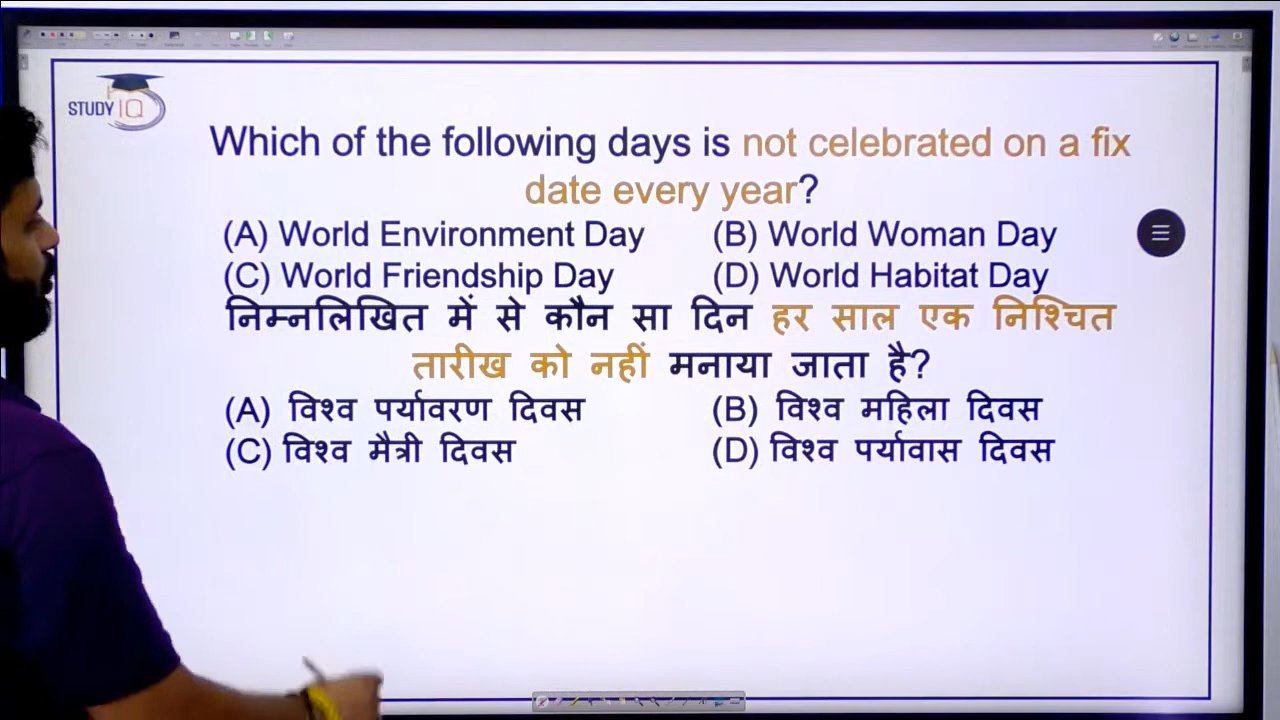 STUDY IQ
Which of the following days is not celebrated on a fix
date every year?
(A) World Environment Day (B) World Woman Day
(C) World Friendship Day (D) World Habitat Day
निम्नलिखित में से कौन सा दिन हर साल एक निश्चित
तारीख को नहीं मनाया जाता है?
(A) विश्व पर्यावरण दिवस (B) विश्व महिला दिवस
(C) विश्व मैत्री दिवस (D) विश्व पर्यावास दिवस